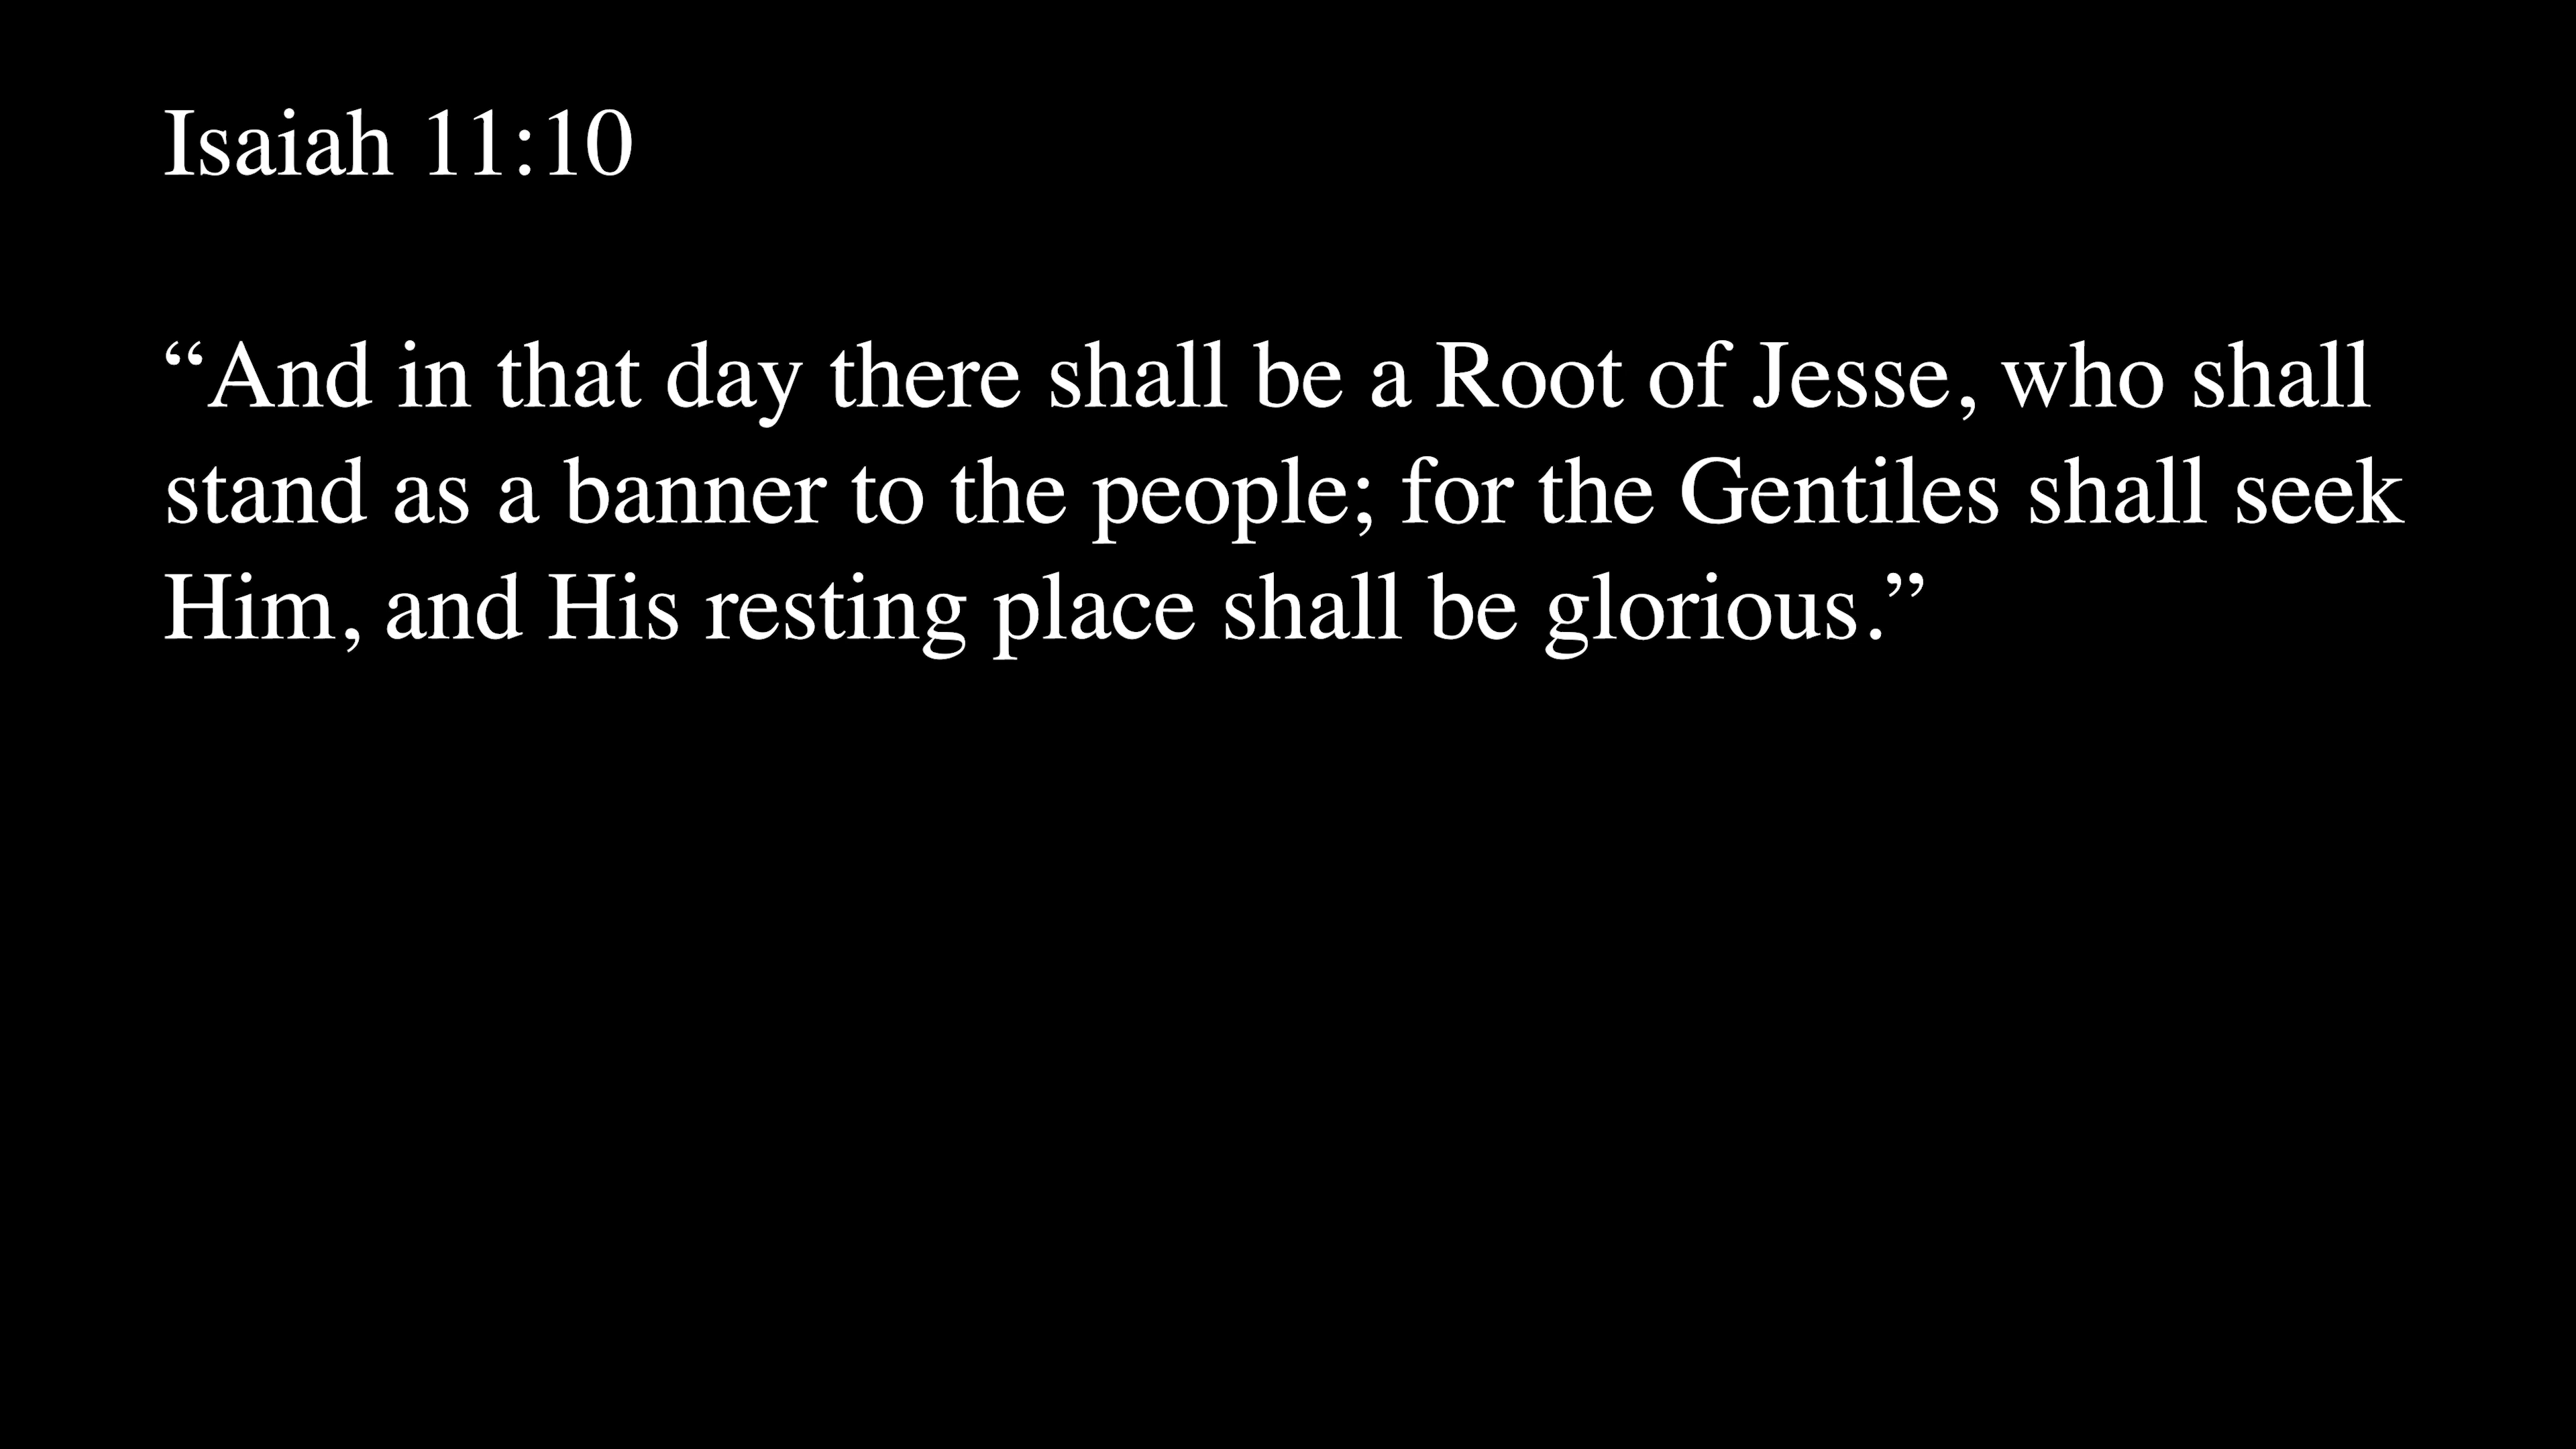 Isaiah 11:10
“And in that day there shall be a Root of Jesse, who shall
stand as a banner to the people; for the Gentiles shall seek
Him, and His resting place shall be glorious.”